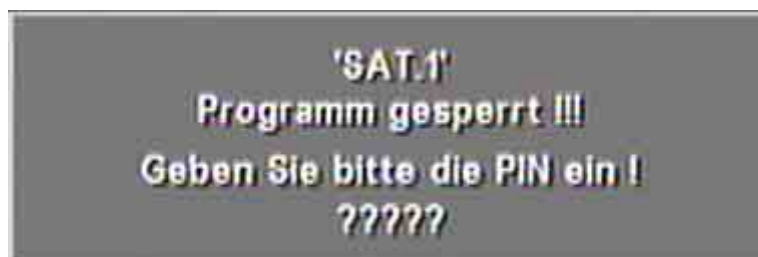 'SAT.1'
Programm gesperrt !!!
Geben Sie bitte die PIN ein !
?????